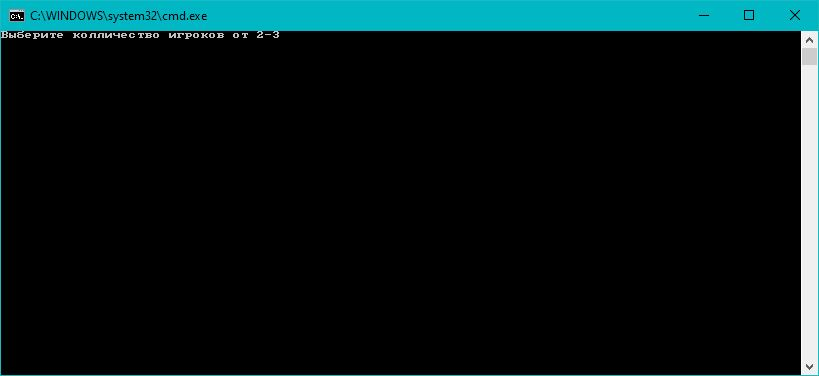 C:\WINDOWS\system32\cmd.exe
Выберите колличество игроков от 2-3